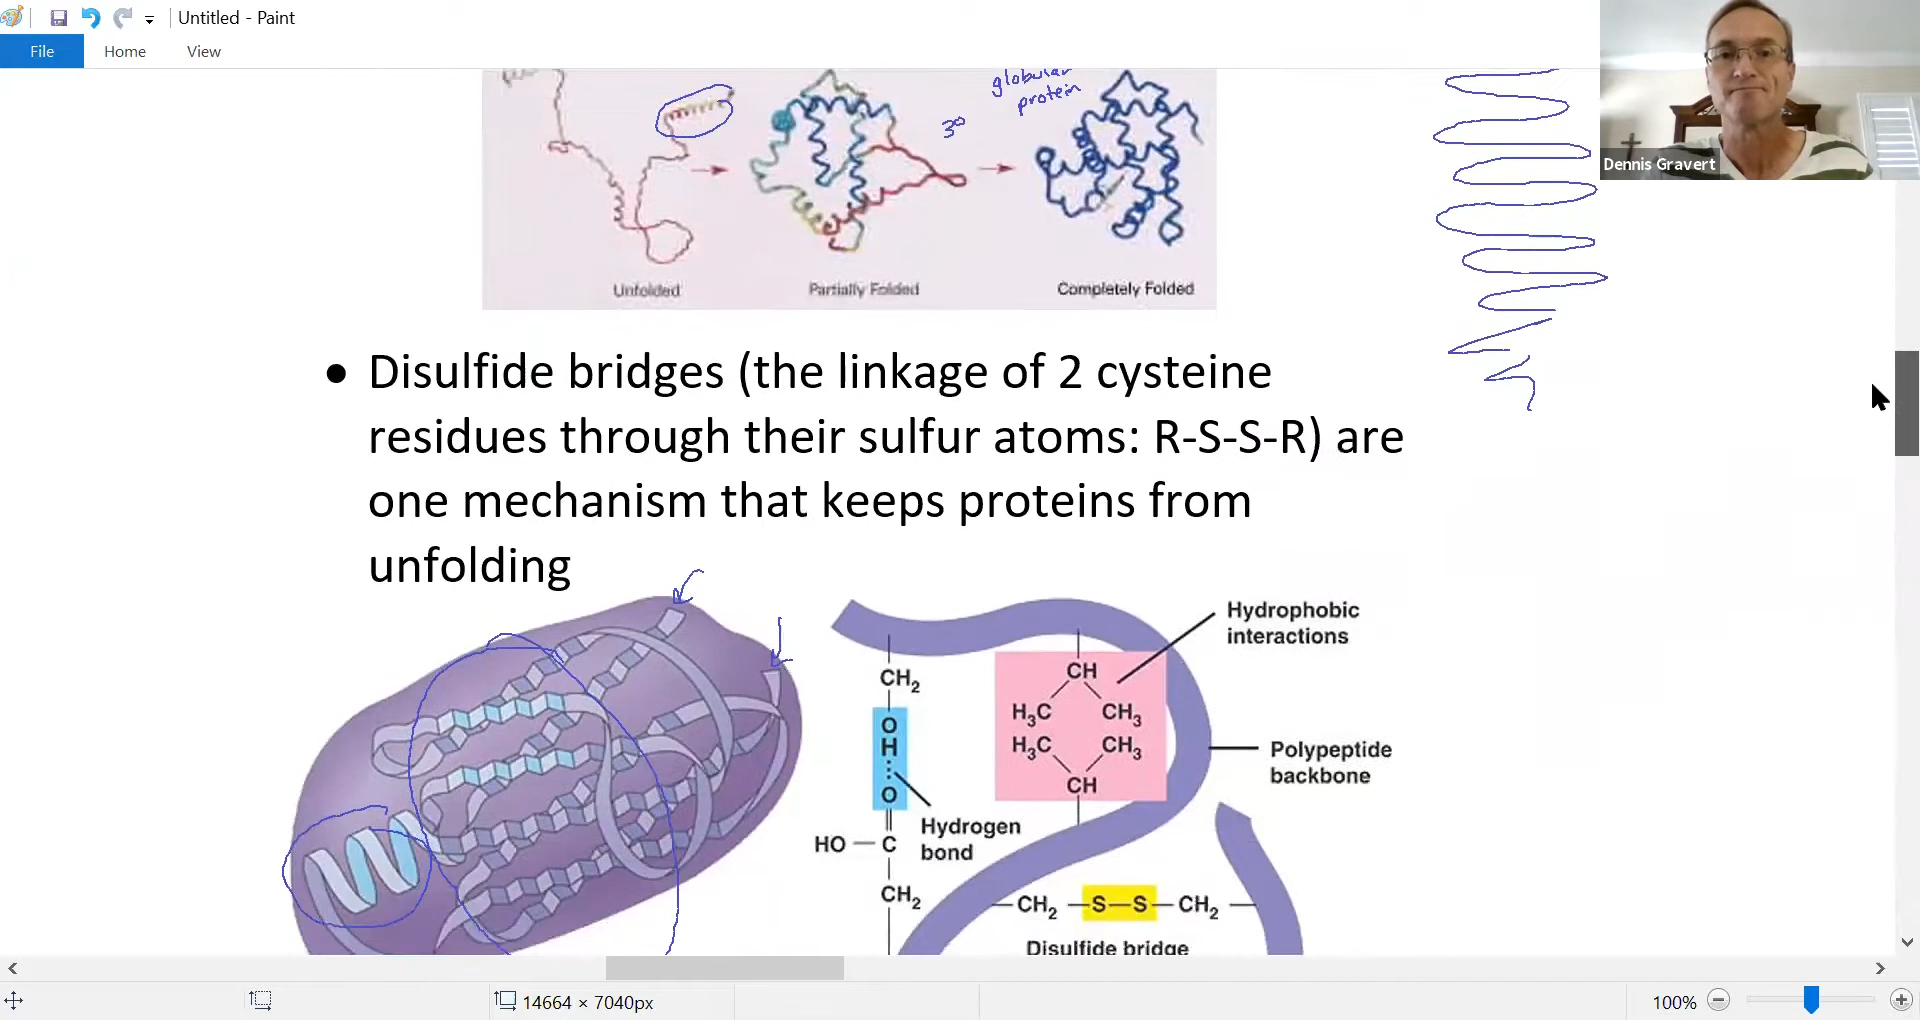 Untitled - Paint
File Home View
Dennis Gravert
globular
protein
3°
Unfolded
Partially Folded
Completely Folded
● Disulfide bridges (the linkage of 2 cysteine
residues through their sulfur atoms: R-S-S-R) are
one mechanism that keeps proteins from
unfolding
Hydrophobic
interactions
CH
H₃C CH₃
H₃C CH₃
CH
Polypeptide
backbone
CH₂
O
H
O
HO — C
CH₂
Hydrogen
bond
CH₂ —S—S— CH₂
Disulfide bridge
14664 × 7040px
100%